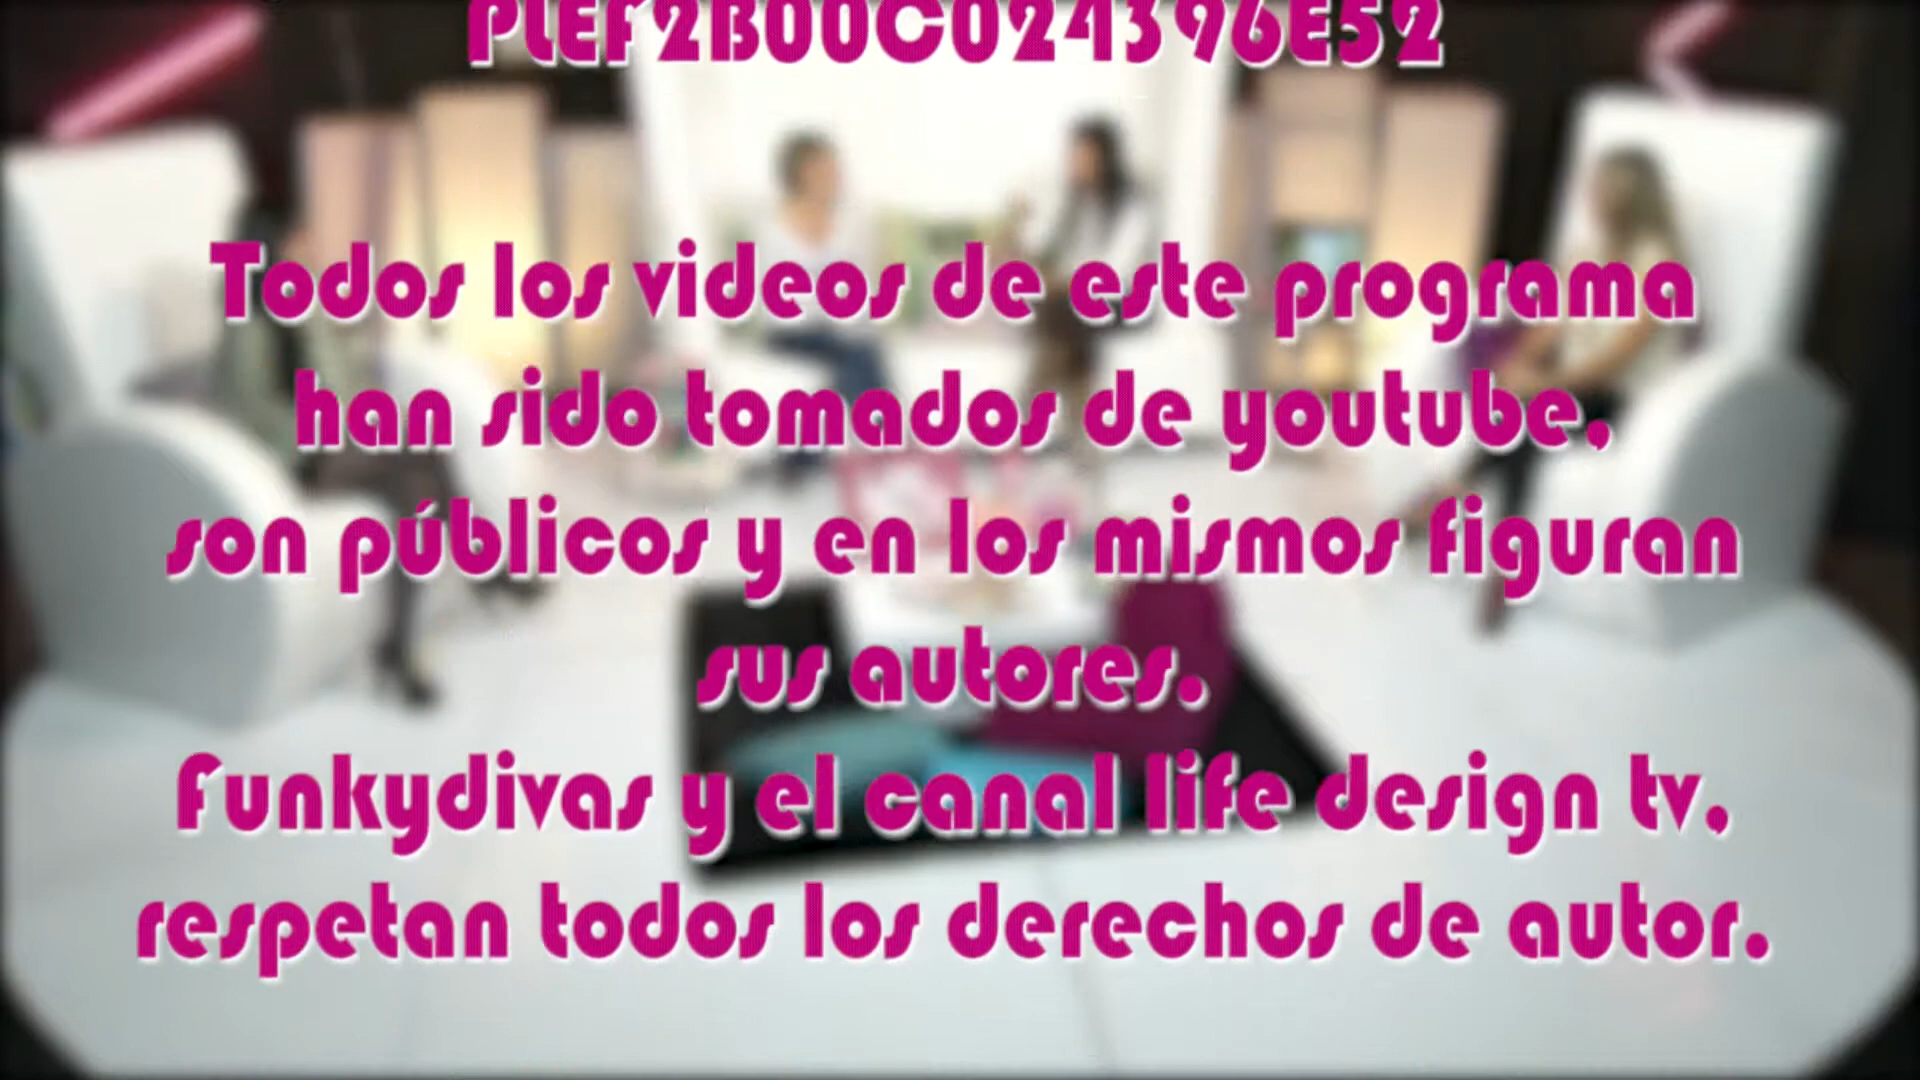 PLEF2B00C024396E52
Todos los videos de este programa
han sido tomados de youtube,
son públicos y en los mismos figuran
sus autores.
Funkydivas y el canal life design tv,
respetan todos los derechos de autor.